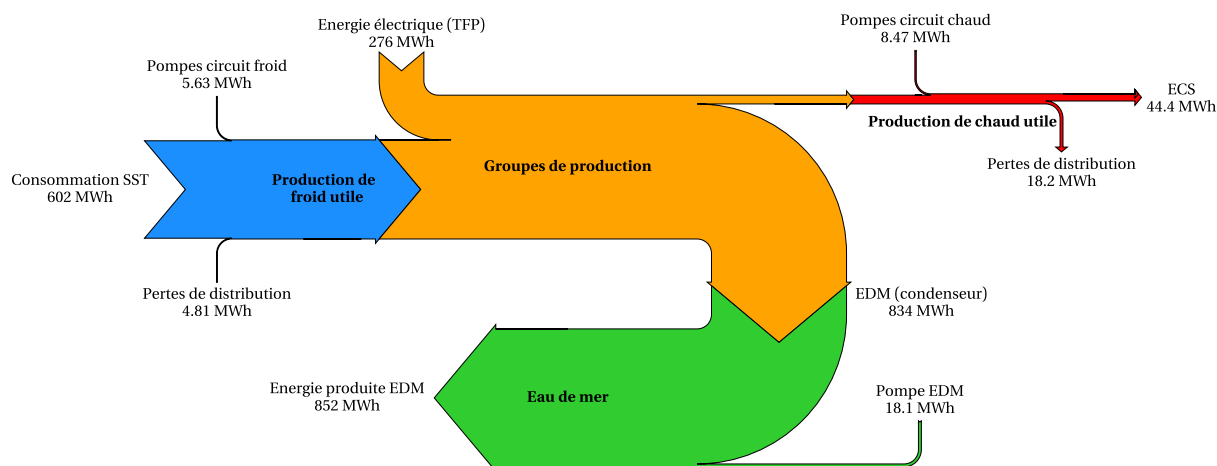 Energie électrique (TFP)
276 MWh
Pompes circuit chaud
8.47 MWh
Pompes circuit froid
5.63 MWh
ECS
44.4 MWh
Production de chaud utile
Consommation SST
602 MWh
Production de
froid utile
Groupes de production
Pertes de distribution
18.2 MWh
Pertes de distribution
4.81 MWh
EDM (condenseur)
834 MWh
Energie produite EDM
852 MWh
Eau de mer
Pompe EDM
18.1 MWh